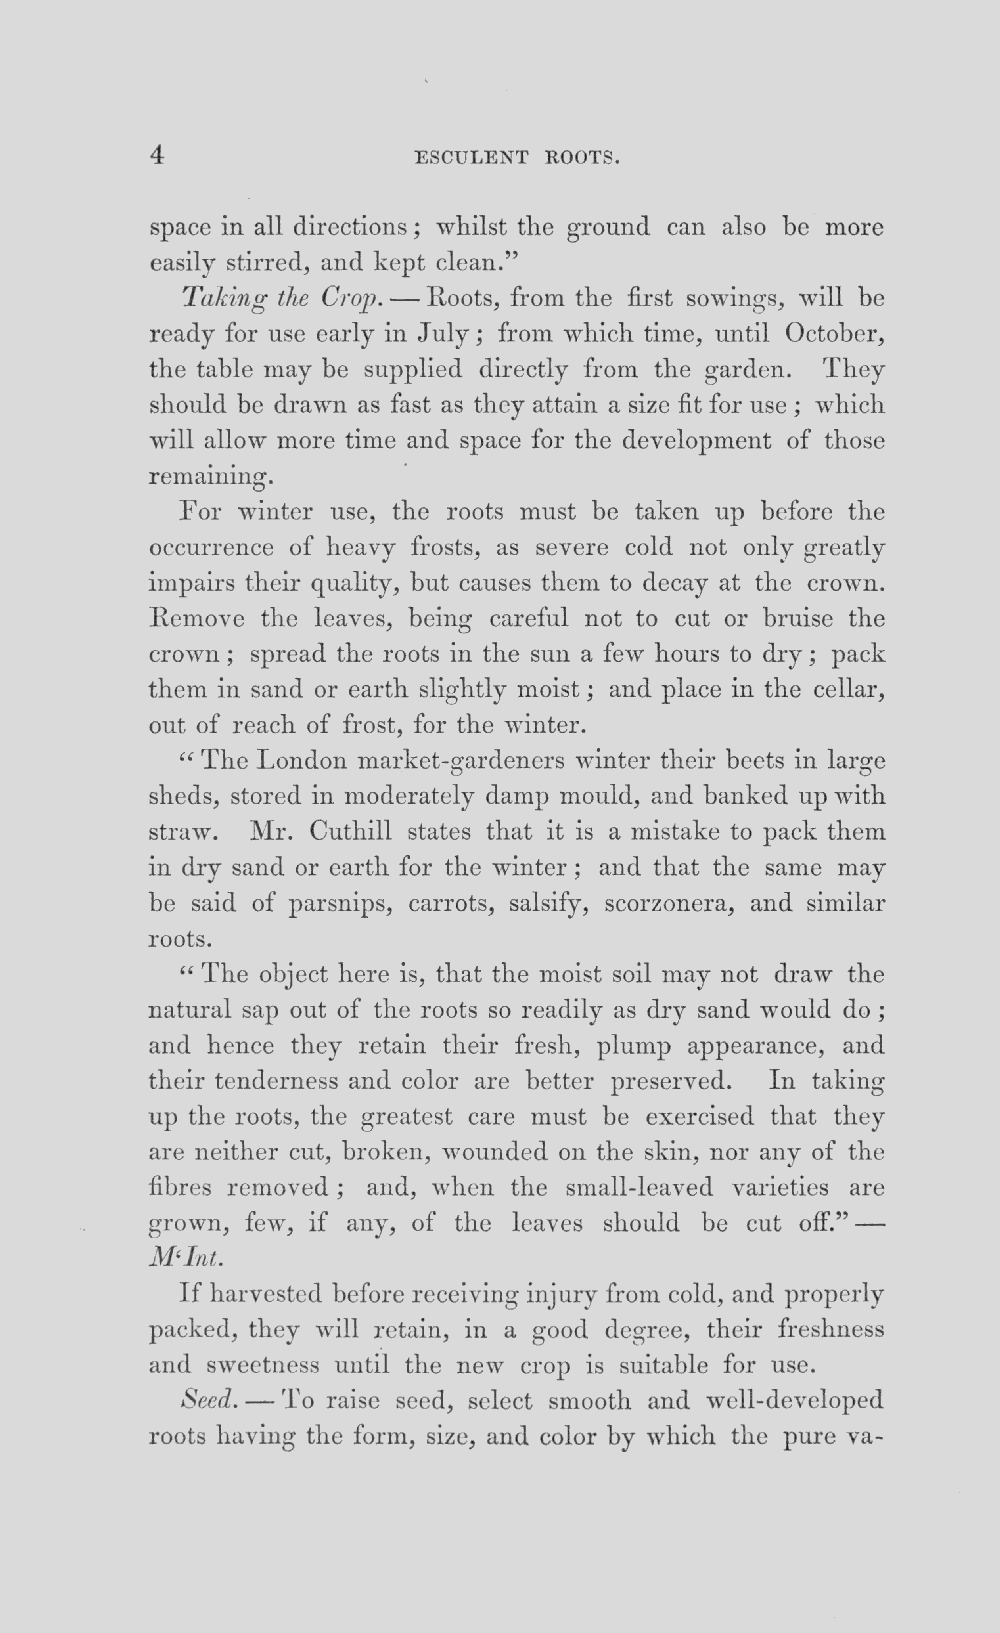 4 ESCULENT ROOTS.
space in all directions; whilst the ground can also be more
easily stirred, and kept clean.”
Taking the Crop. — Roots, from the first sowings, will be
ready for use early in July; from which time, until October,
the table may be supplied directly from the garden. They
should be drawn as fast as they attain a size fit for use; which
will allow more time and space for the development of those
remaining.
For winter use, the roots must be taken up before the
occurrence of heavy frosts, as severe cold not only greatly
impairs their quality, but causes them to decay at the crown.
Remove the leaves, being careful not to cut or bruise the
crown; spread the roots in the sun a few hours to dry; pack
them in sand or earth slightly moist; and place in the cellar,
out of reach of frost, for the winter.
“The London market-gardeners winter their beets in large
sheds, stored in moderately damp mould, and banked up with
straw. Mr. Cuthill states that it is a mistake to pack them
in dry sand or earth for the winter; and that the same may
be said of parsnips, carrots, salsify, scorzonera, and similar
roots.
“The object here is, that the moist soil may not draw the
natural sap out of the roots so readily as dry sand would do;
and hence they retain their fresh, plump appearance, and
their tenderness and color are better preserved. In taking
up the roots, the greatest care must be exercised that they
are neither cut, broken, wounded on the skin, nor any of the
fibres removed; and, when the small-leaved varieties are
grown, few, if any, of the leaves should be cut off.” —
M‘Int.
If harvested before receiving injury from cold, and properly
packed, they will retain, in a good degree, their freshness
and sweetness until the new crop is suitable for use.
Seed. — To raise seed, select smooth and well-developed
roots having the form, size, and color by which the pure va-